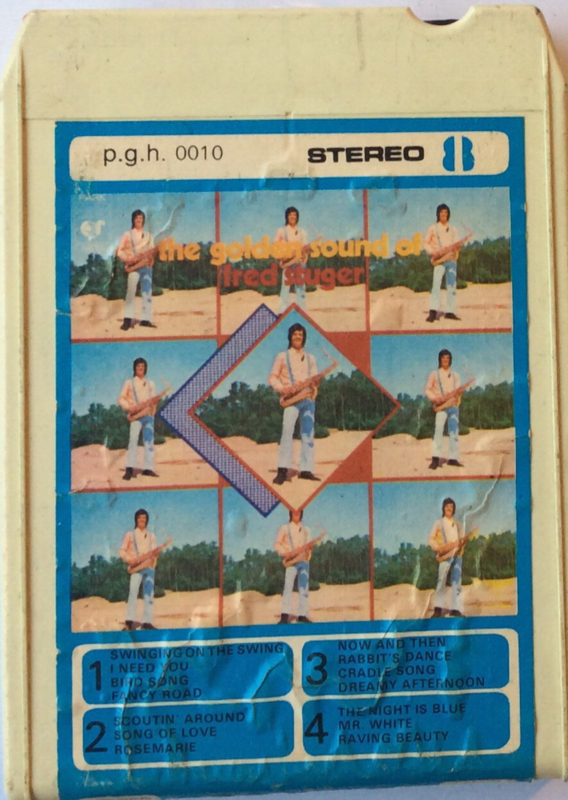 p.g.h. 0010
STEREO 8
er
the golden sound of
fred stuger
1
SWINGING ON THE SWING
I NEED YOU
BIRD SONG
FANCY ROAD
2
SCOUTIN' AROUND
SONG OF LOVE
ROSEMARIE
3
NOW AND THEN
RABBIT'S DANCE
CRADLE SONG
DREAMY AFTERNOON
4
THE NIGHT IS BLUE
MR. WHITE
RAVING BEAUTY